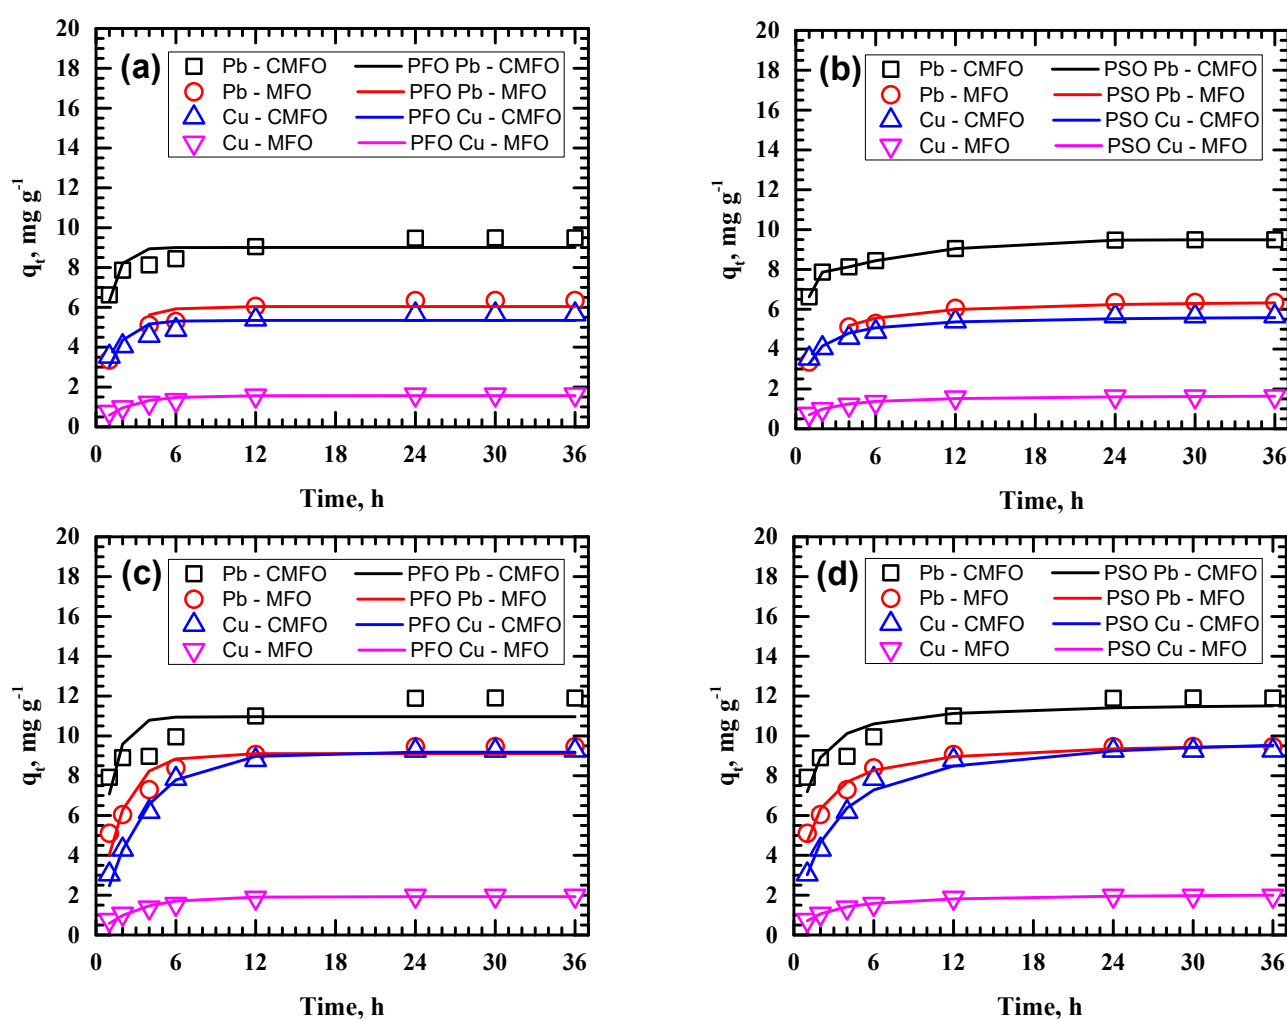 (a)
Pb - CMFO PFO Pb - CMFO
Pb - MFO PFO Pb - MFO
Cu - CMFO PFO Cu - CMFO
Cu - MFO PFO Cu - MFO
20
18
16
14
12
10
8
6
4
2
0
qt, mg g-1
0 6 12 18 24 30 36
Time, h
(b)
Pb - CMFO PSO Pb - CMFO
Pb - MFO PSO Pb - MFO
Cu - CMFO PSO Cu - CMFO
Cu - MFO PSO Cu - MFO
20
18
16
14
12
10
8
6
4
2
0
qt, mg g-1
0 6 12 18 24 30 36
Time, h
(c)
Pb - CMFO PFO Pb - CMFO
Pb - MFO PFO Pb - MFO
Cu - CMFO PFO Cu - CMFO
Cu - MFO PFO Cu - MFO
20
18
16
14
12
10
8
6
4
2
0
qt, mg g-1
0 6 12 18 24 30 36
Time, h
(d)
Pb - CMFO PSO Pb - CMFO
Pb - MFO PSO Pb - MFO
Cu - CMFO PSO Cu - CMFO
Cu - MFO PSO Cu - MFO
20
18
16
14
12
10
8
6
4
2
0
qt, mg g-1
0 6 12 18 24 30 36
Time, h